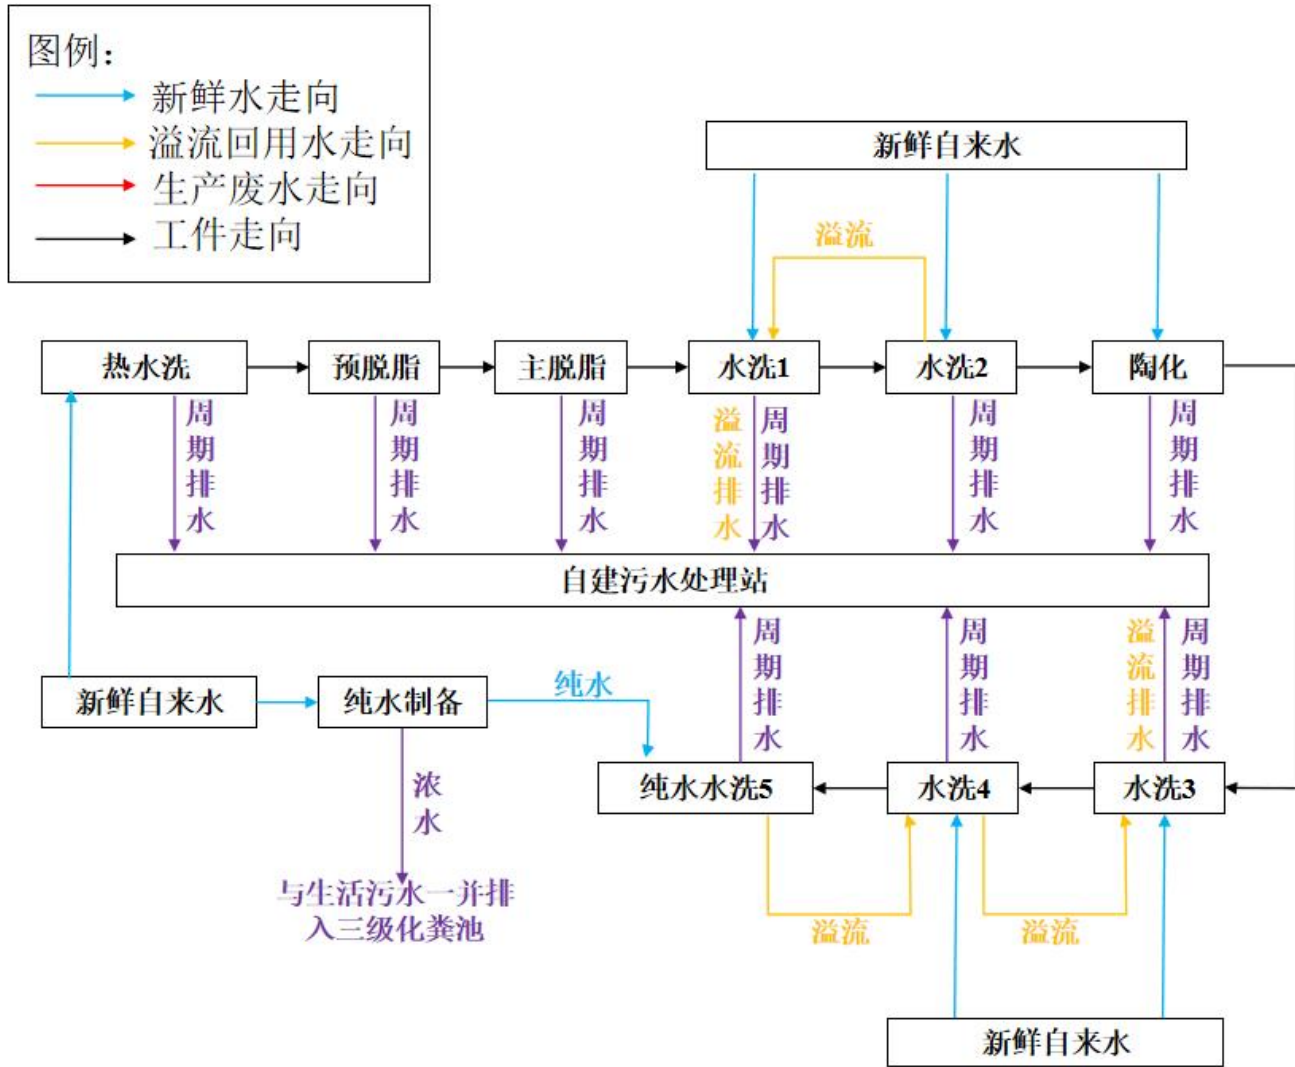 图例：
新鲜水走向
溢流回用水走向
生产废水走向
工件走向
新鲜自来水
溢流
热水洗
预脱脂
主脱脂
水洗1
水洗2
陶化
周期排水
周期排水
周期排水
溢流排水
周期排水
周期排水
周期排水
自建污水处理站
周期排水
周期排水
溢流排水
周期排水
新鲜自来水
纯水制备
纯水
浓水
纯水水洗5
水洗4
水洗3
与生活污水一并排
入三级化粪池
溢流
溢流
新鲜自来水